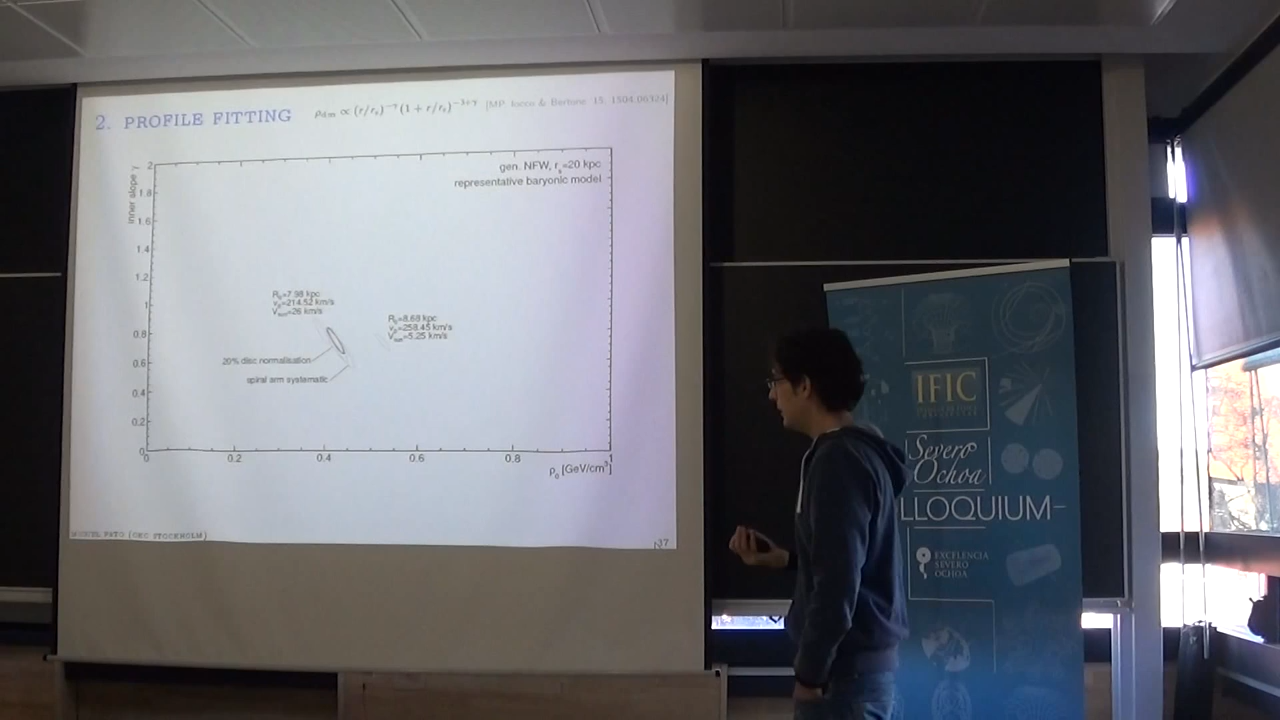 2. PROFILE FITTING
ρdm ∝ (r/rs)^−γ (1 + r/rs)^−3+γ [MP, Iocco & Bertone '15, 1504.06324]
gen. NFW, rs=20 kpc
representative baryonic model
inner slope γ
2
1.8
1.6
1.4
1.2
1
0.8
0.6
0.4
0.2
0
R0=7.98 kpc
v0=214.52 km/s
Vsun=26 km/s
R0=8.68 kpc
v0=258.45 km/s
Vsun=5.25 km/s
20% disc normalisation
spiral arm systematic
0
0.2
0.4
0.6
0.8
1
ρ0 [GeV/cm³]
MIGUEL PATO (OKC STOCKHOLM)
37
IFIC
Severo
Ochoa
LLOQUIUM
EXCELENCIA
SEVERO
OCHOA